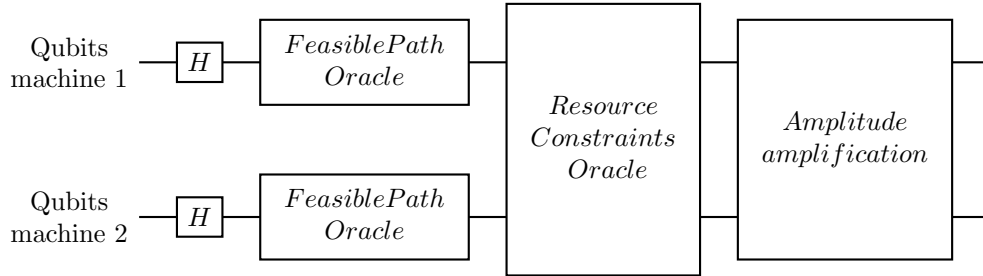 Qubits
machine 1
H
FeasiblePath
Oracle
Resource
Constraints
Oracle
Amplitude
amplification
Qubits
machine 2
H
FeasiblePath
Oracle